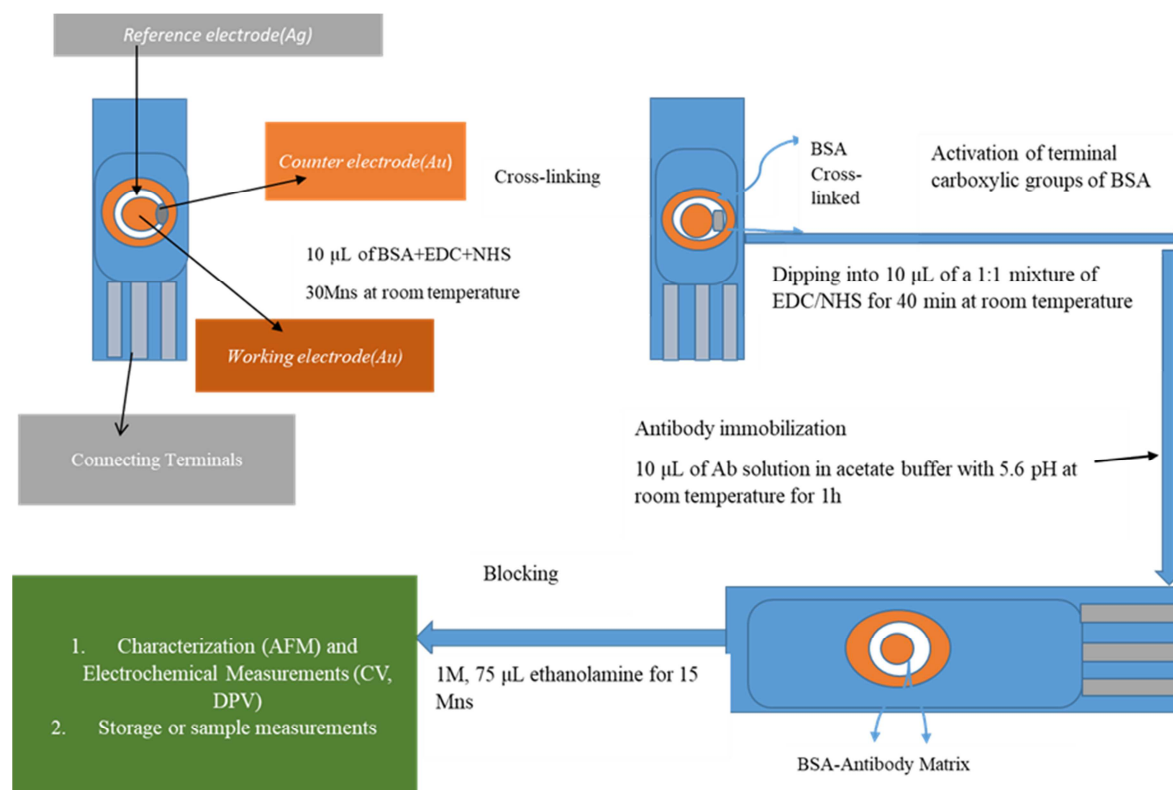 Reference electrode(Ag)
Counter electrode(Au)
Cross-linking
10 μL of BSA+EDC+NHS
30Mns at room temperature
Working electrode(Au)
Connecting Terminals
BSA
Cross-
linked
Activation of terminal
carboxylic groups of BSA
Dipping into 10 μL of a 1:1 mixture of
EDC/NHS for 40 min at room temperature
Antibody immobilization
10 μL of Ab solution in acetate buffer with 5.6 pH at
room temperature for 1h
BSA-Antibody Matrix
Blocking
1M, 75 μL ethanolamine for 15
Mns
1. Characterization (AFM) and
Electrochemical Measurements (CV,
DPV)
2. Storage or sample measurements